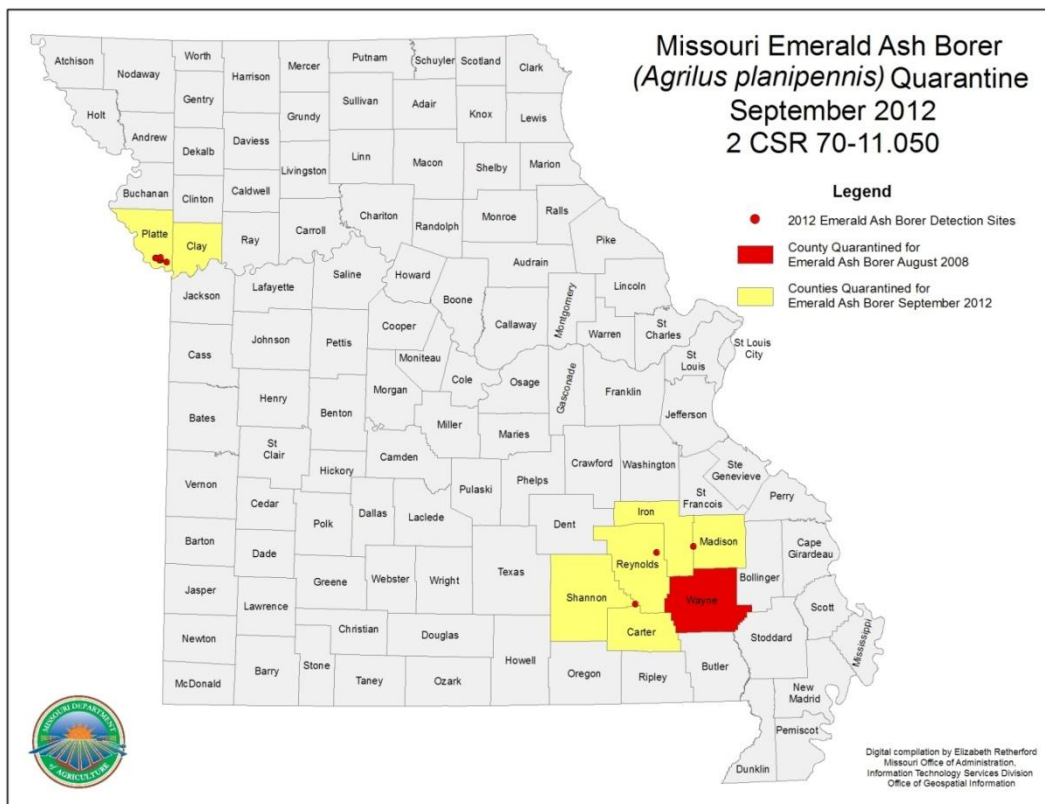 Missouri Emerald Ash Borer
(Agrilus planipennis) Quarantine
September 2012
2 CSR 70-11.050
Legend
2012 Emerald Ash Borer Detection Sites
County Quarantined for
Emerald Ash Borer August 2008
Counties Quarantined for
Emerald Ash Borer September 2012
Atchison
Nodaway
Worth
Harrison
Mercer
Putnam
Schuyler
Scotland
Clark
Holt
Gentry
Sullivan
Adair
Knox
Lewis
Andrew
Dekalb
Daviess
Grundy
Linn
Macon
Shelby
Marion
Livingston
Buchanan
Clinton
Caldwell
Chariton
Randolph
Monroe
Ralls
Platte
Clay
Ray
Carroll
Pike
Audrain
Saline
Howard
Boone
Lincoln
Jackson
Lafayette
Cooper
Callaway
Montgomery
Warren
St
Charles
St Louis
City
St
Louis
Cass
Johnson
Pettis
Moniteau
Cole
Osage
Gasconade
Franklin
Jefferson
Bates
Henry
Benton
Morgan
Miller
Maries
St
Clair
Camden
Crawford
Washington
Ste
Genevieve
Vernon
Hickory
Pulaski
Phelps
St
Francois
Perry
Cedar
Polk
Dallas
Laclede
Dent
Iron
Madison
Cape
Girardeau
Barton
Dade
Texas
Reynolds
Bollinger
Jasper
Greene
Webster
Wright
Shannon
Wayne
Lawrence
Scott
Newton
Christian
Douglas
Carter
Stoddard
Mississippi
McDonald
Barry
Stone
Taney
Ozark
Howell
Oregon
Ripley
Butler
New
Madrid
Pemiscot
Dunklin
MISSOURI DEPARTMENT
of AGRICULTURE
Digital compilation by Elizabeth Retherford
Missouri Office of Administration,
Information Technology Services Division
Office of Geospatial Information